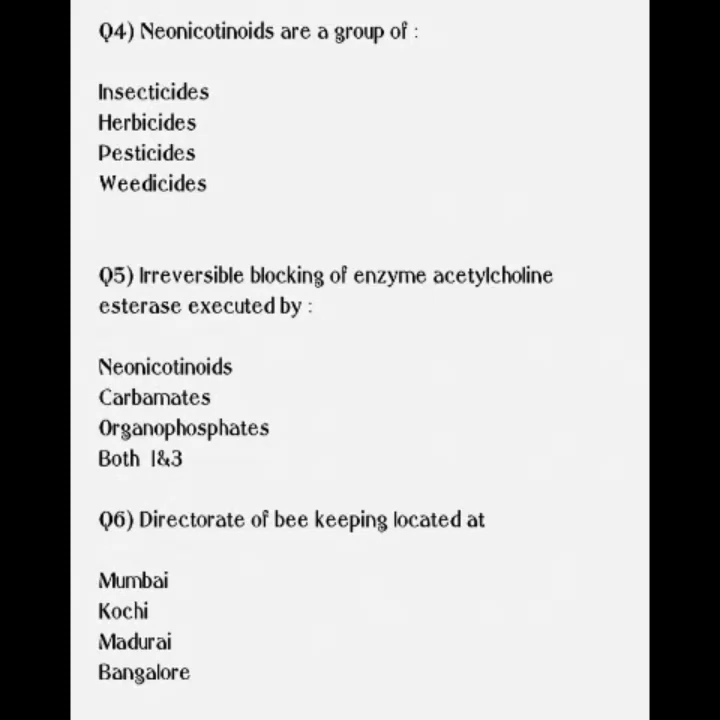 Q4) Neonicotinoids are a group of :
Insecticides
Herbicides
Pesticides
Weedicides
Q5) Irreversible blocking of enzyme acetylcholine
esterase executed by :
Neonicotinoids
Carbamates
Organophosphates
Both 1&3
Q6) Directorate of bee keeping located at
Mumbai
Kochi
Madurai
Bangalore